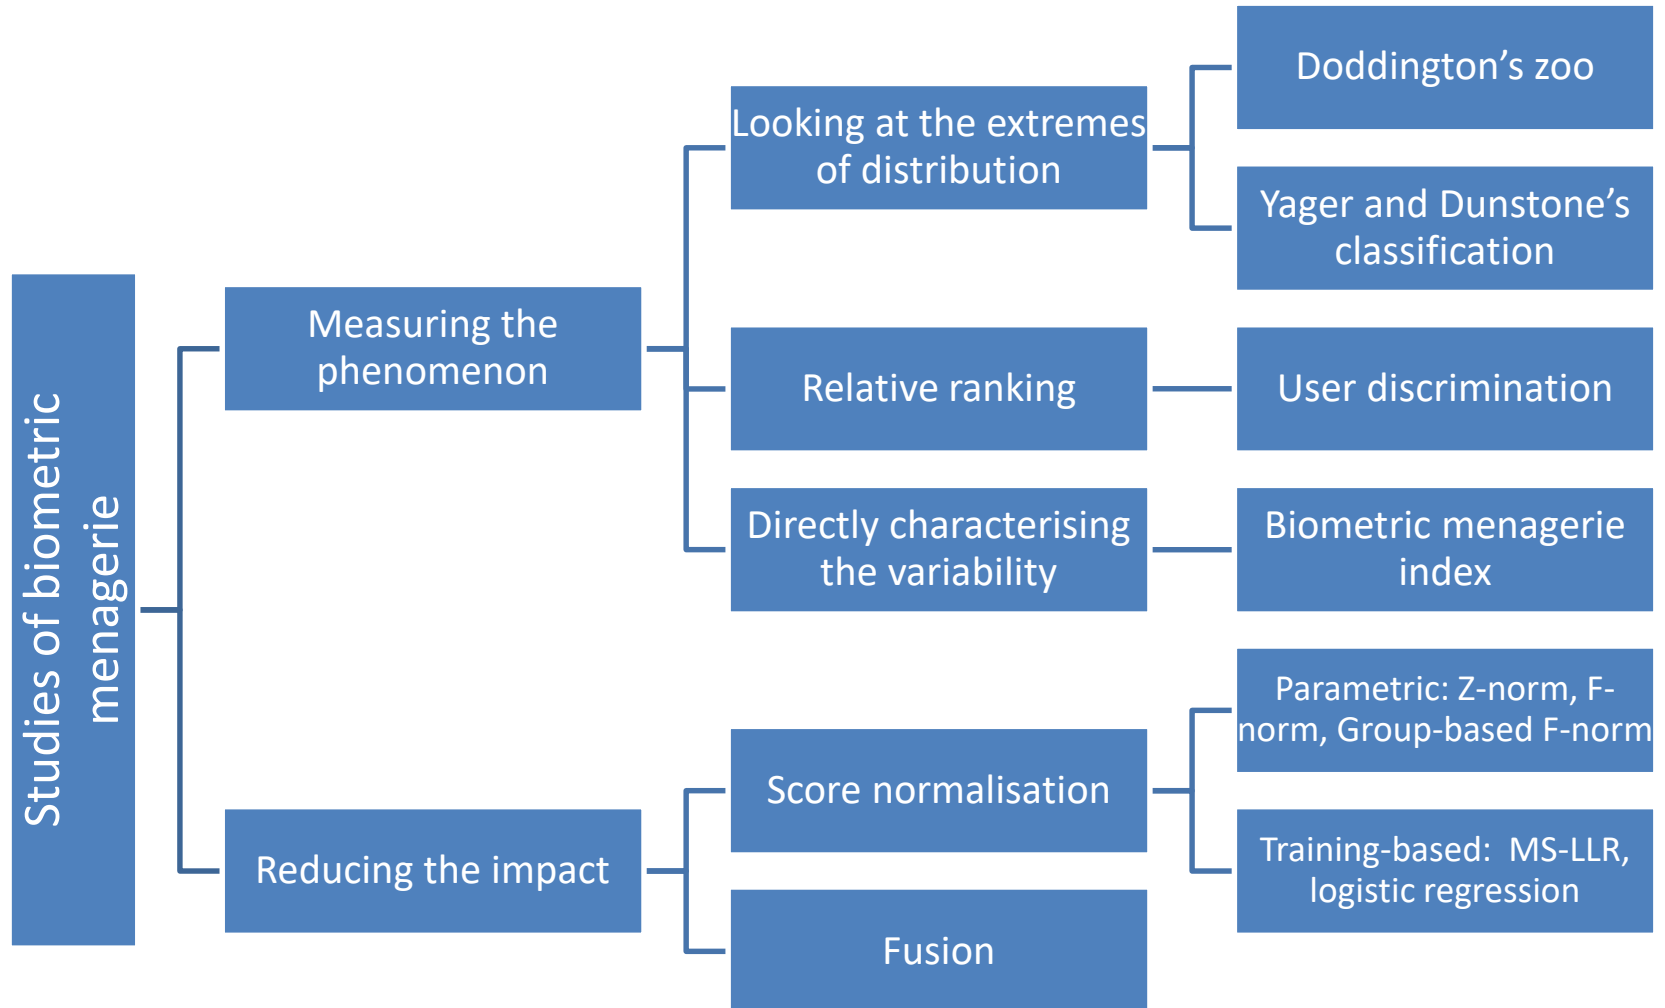 Studies of biometric
menagerie
Measuring the
phenomenon
Looking at the extremes
of distribution
Doddington’s zoo
Yager and Dunstone’s
classification
Relative ranking
User discrimination
Directly characterising
the variability
Biometric menagerie
index
Reducing the impact
Score normalisation
Parametric: Z-norm, F-
norm, Group-based F-norm
Training-based:  MS-LLR,
logistic regression
Fusion